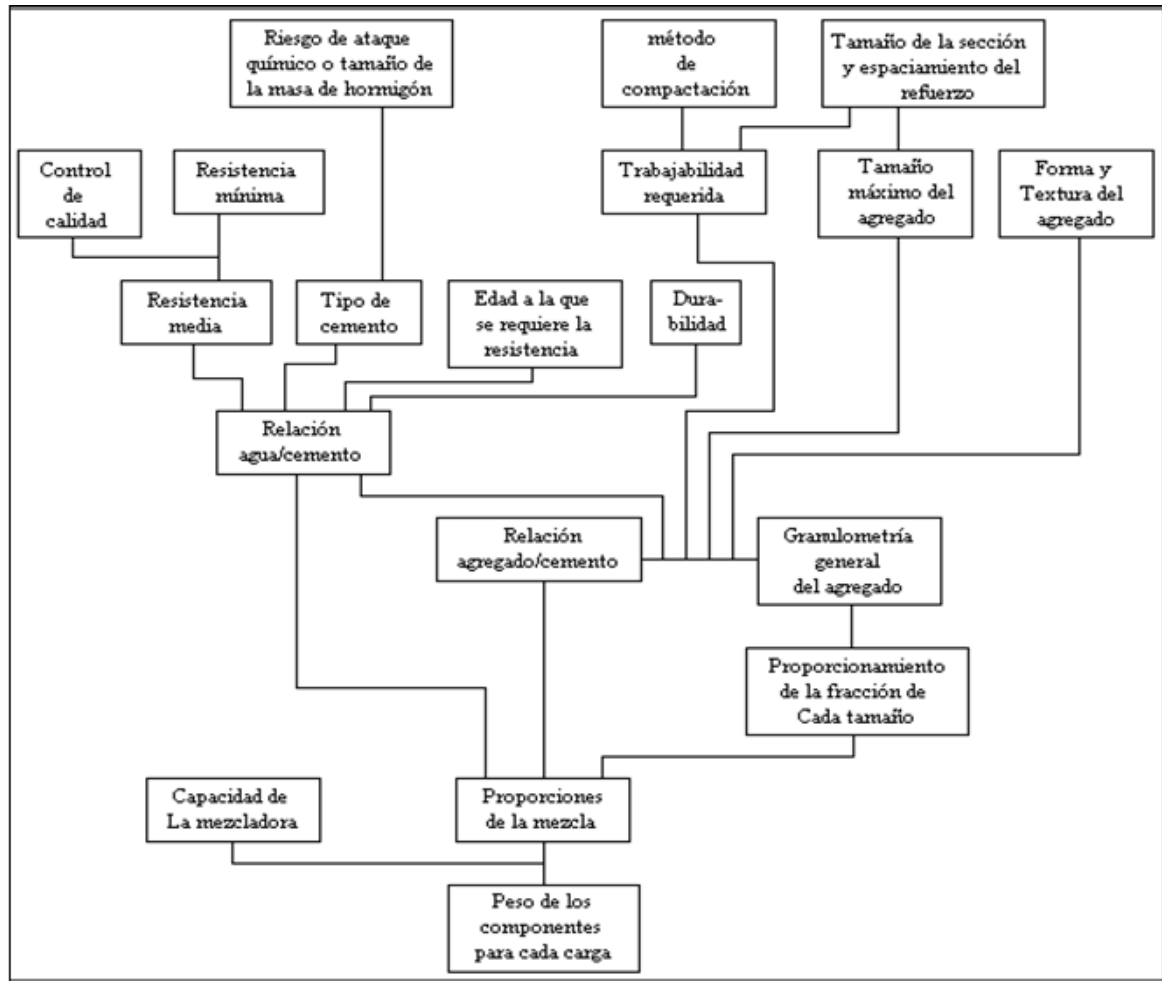 Riesgo de ataque
químico o tamaño de
la masa de hormigón
método
de
compactación
Tamaño de la sección
y espaciamiento del
refuerzo
Control
de
calidad
Resistencia
mínima
Trabajabilidad
requerida
Tamaño
máximo del
agregado
Forma y
Textura del
agregado
Resistencia
media
Tipo de
cemento
Edad a la que
se requiere la
resistencia
Dura-
bilidad
Relación
agua/cemento
Relación
agregado/cemento
Granulometría
general
del agregado
Proporcionamiento
de la fracción de
Cada tamaño
Capacidad de
La mezcladora
Proporciones
de la mezcla
Peso de los
componentes
para cada carga